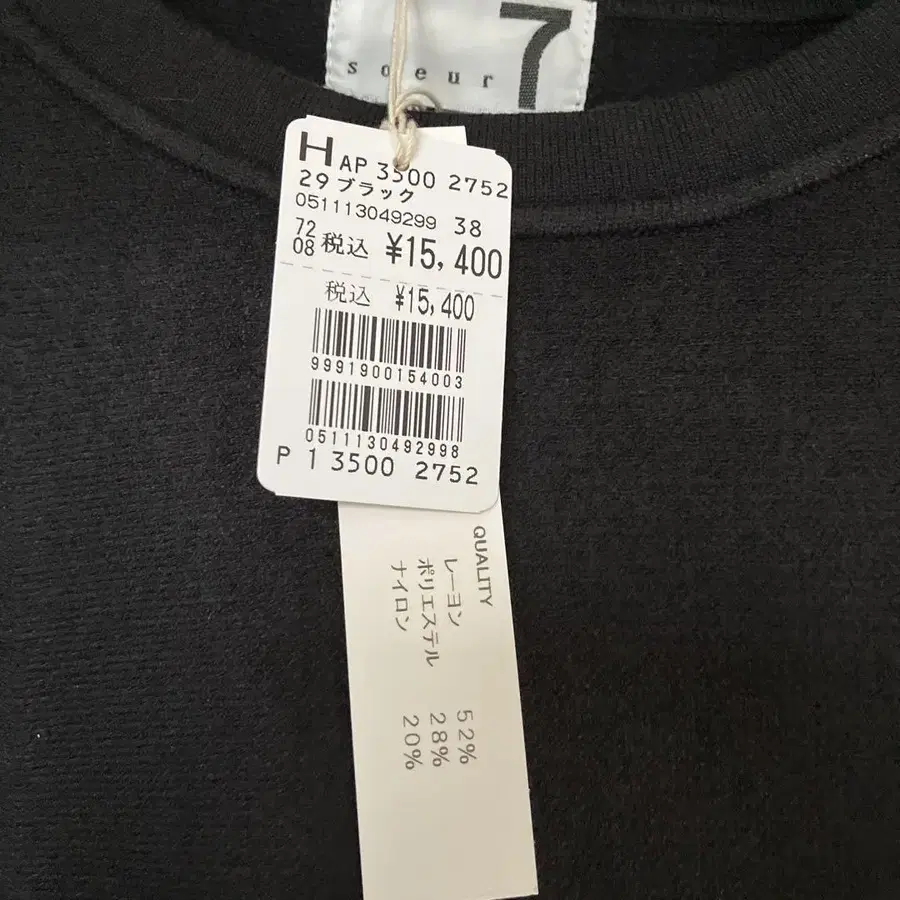 soeur 7
H AP 3500 2752
29ブラック
051113049299 38
72
08 税込 ¥15,400
税込 ¥15,400
9991900154003
0511130492998
P 1 3500 2752
QUALITY
レーヨン 52%
ポリエステル 28%
ナイロン 20%